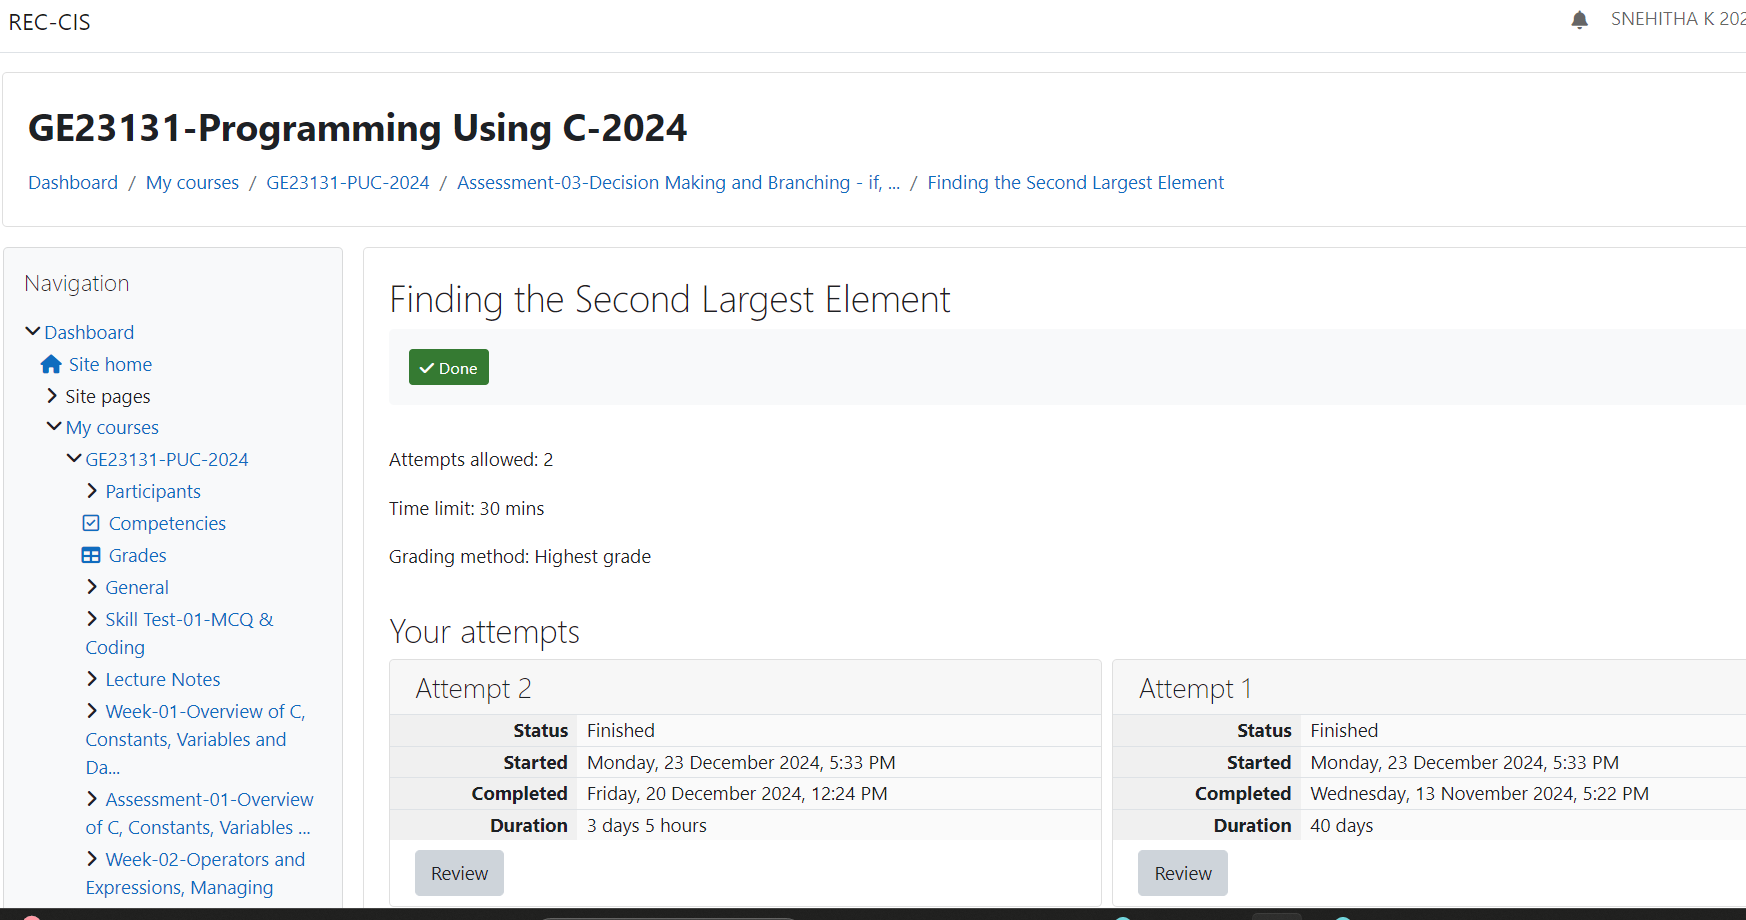 REC-CIS
SNEHITHA K 202
GE23131-Programming Using C-2024
Dashboard / My courses / GE23131-PUC-2024 / Assessment-03-Decision Making and Branching - if, ... / Finding the Second Largest Element
Navigation
Dashboard
Site home
Site pages
My courses
GE23131-PUC-2024
Participants
Competencies
Grades
General
Skill Test-01-MCQ &
Coding
Lecture Notes
Week-01-Overview of C,
Constants, Variables and
Da...
Assessment-01-Overview
of C, Constants, Variables ...
Week-02-Operators and
Expressions, Managing
Finding the Second Largest Element
Done
Attempts allowed: 2
Time limit: 30 mins
Grading method: Highest grade
Your attempts
Attempt 2
Status Finished
Started Monday, 23 December 2024, 5:33 PM
Completed Friday, 20 December 2024, 12:24 PM
Duration 3 days 5 hours
Review
Attempt 1
Status Finished
Started Monday, 23 December 2024, 5:33 PM
Completed Wednesday, 13 November 2024, 5:22 PM
Duration 40 days
Review